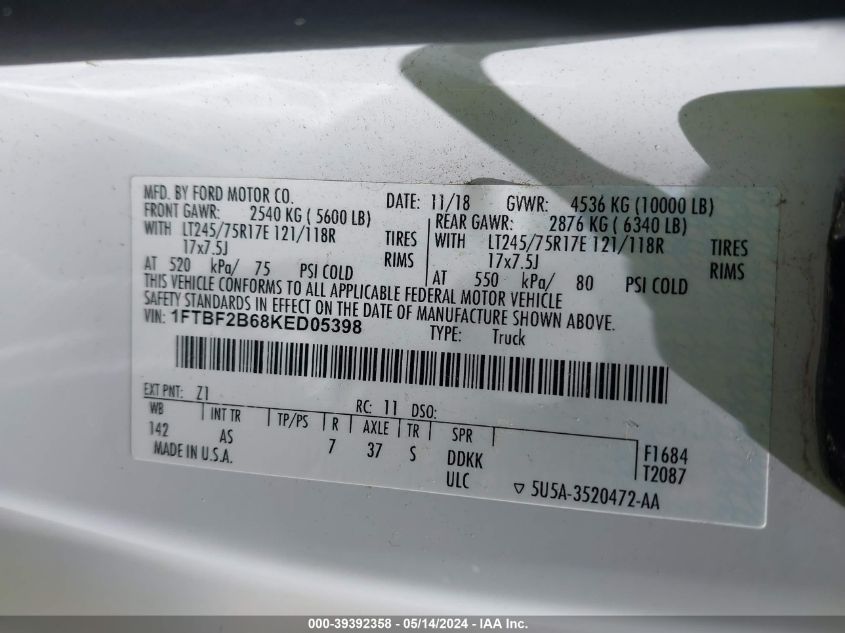 MFD. BY FORD MOTOR CO. DATE: 11/18 GVWR: 4536 KG (10000 LB)
FRONT GAWR: 2540 KG ( 5600 LB) REAR GAWR: 2876 KG ( 6340 LB)
WITH LT245/75R17E 121/118R TIRES WITH LT245/75R17E 121/118R TIRES
17x7.5J RIMS 17x7.5J RIMS
AT 520 kPa/ 75 PSI COLD AT 550 kPa/ 80 PSI COLD
THIS VEHICLE CONFORMS TO ALL APPLICABLE FEDERAL MOTOR VEHICLE
SAFETY STANDARDS IN EFFECT ON THE DATE OF MANUFACTURE SHOWN ABOVE.
VIN: 1FTBF2B68KED05398 TYPE: Truck
EXT PNT: Z1 RC: 11 DSO:
WB INT TR TP/PS R AXLE TR SPR F1684
142 AS 7 37 S DDKK T2087
MADE IN U.S.A. ULC ▽ 5U5A-3520472-AA
000-39392358 - 05/14/2024 - IAA Inc.